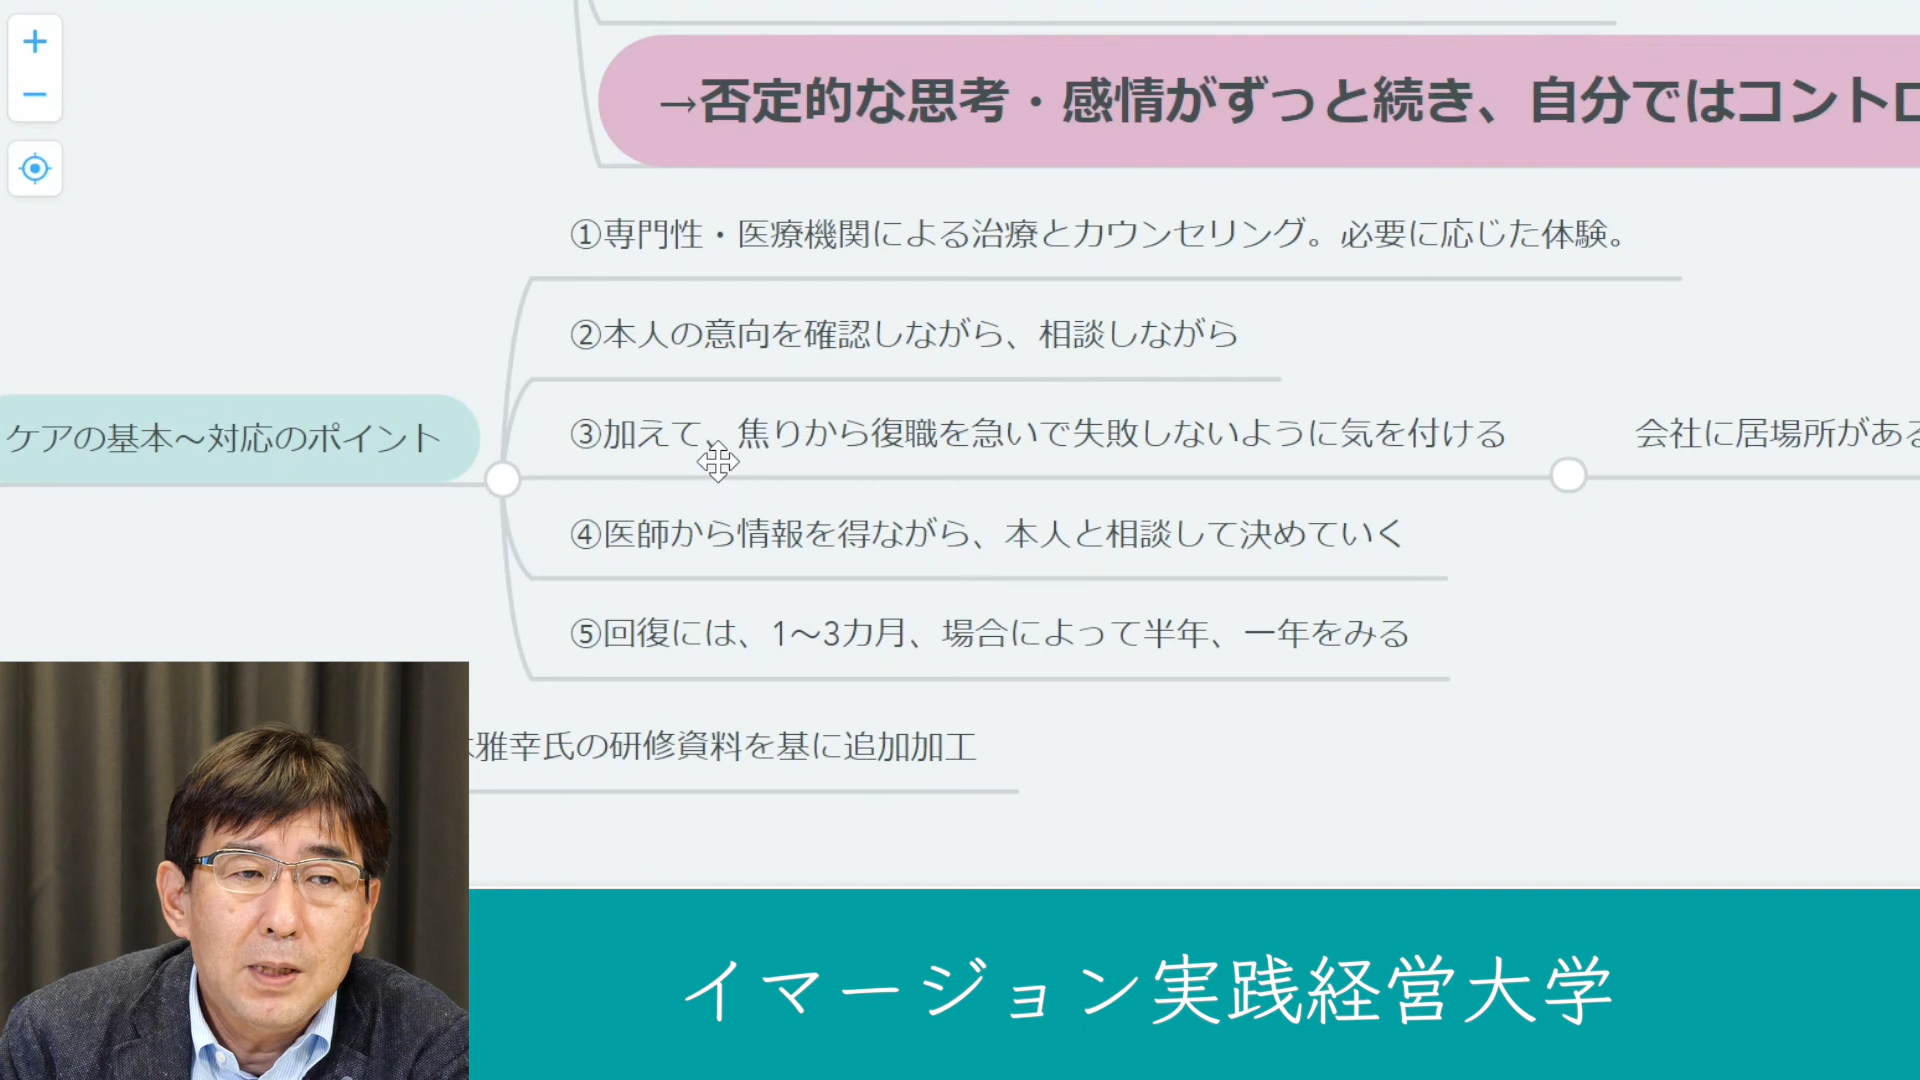 →否定的な思考・感情がずっと続き、自分ではコントロ
①専門性・医療機関による治療とカウンセリング。必要に応じた体験。
②本人の意向を確認しながら、相談しながら
ケアの基本〜対応のポイント
③加えて、焦りから復職を急いで失敗しないように気を付ける
会社に居場所がある
④医師から情報を得ながら、本人と相談して決めていく
⑤回復には、1〜3カ月、場合によって半年、一年をみる
雅幸氏の研修資料を基に追加加工
イマージョン実践経営大学